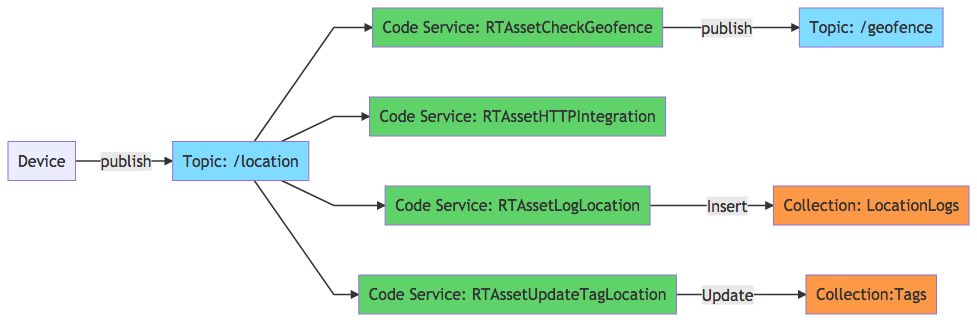 Code Service: RTAssetCheckGeofence
publish
Topic: /geofence
Code Service: RTAssetHTTPIntegration
Device
publish
Topic: /location
Code Service: RTAssetLogLocation
Insert
Collection: LocationLogs
Code Service: RTAssetUpdateTagLocation
Update
Collection:Tags